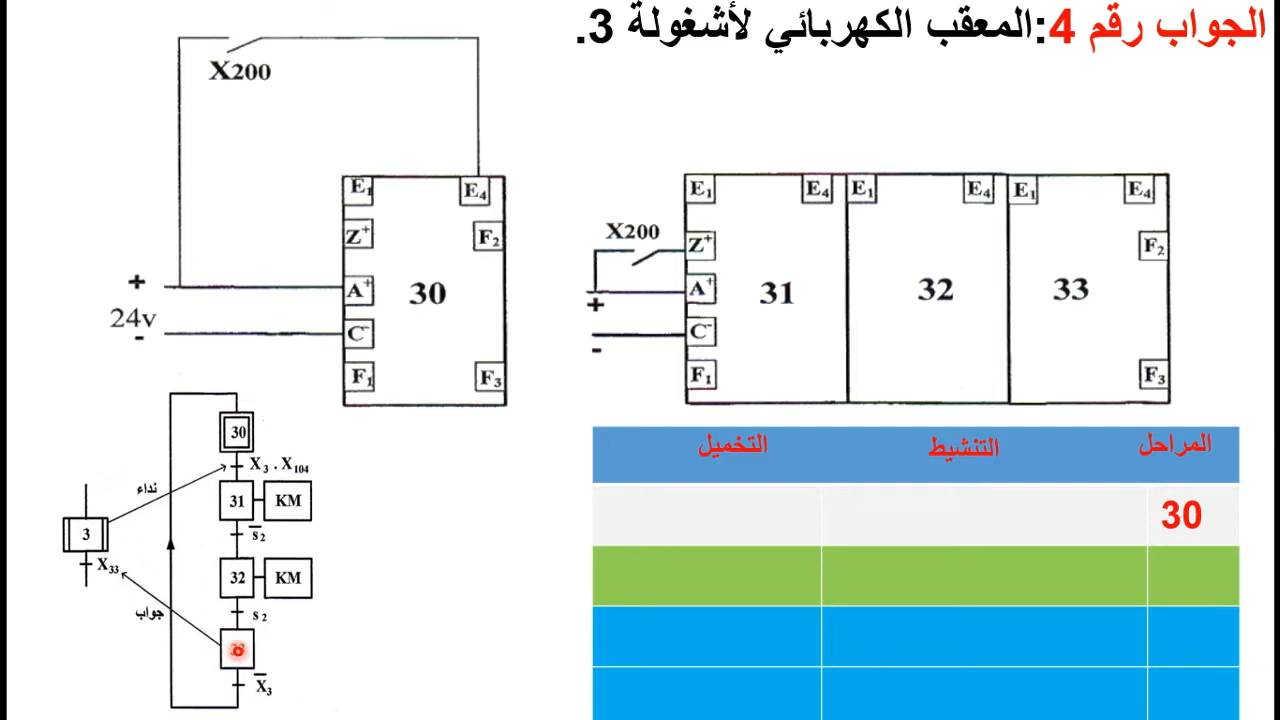 الجواب رقم 4:المعقب الكهربائي لأشغولة 3.
X200
E1 E4
Z+ F2
+ A+ 30
24v
- C-
F1 F3
E1 E4 E1 E4 E1 E4
X200 Z+ F2
+ A+ 31 32 33
- C-
F1 F3
30
X3 . X104
نداء
31 KM
3
s̅2
X33
32 KM
جواب
s2
X̅3
المراحل التنشيط التخميل
30